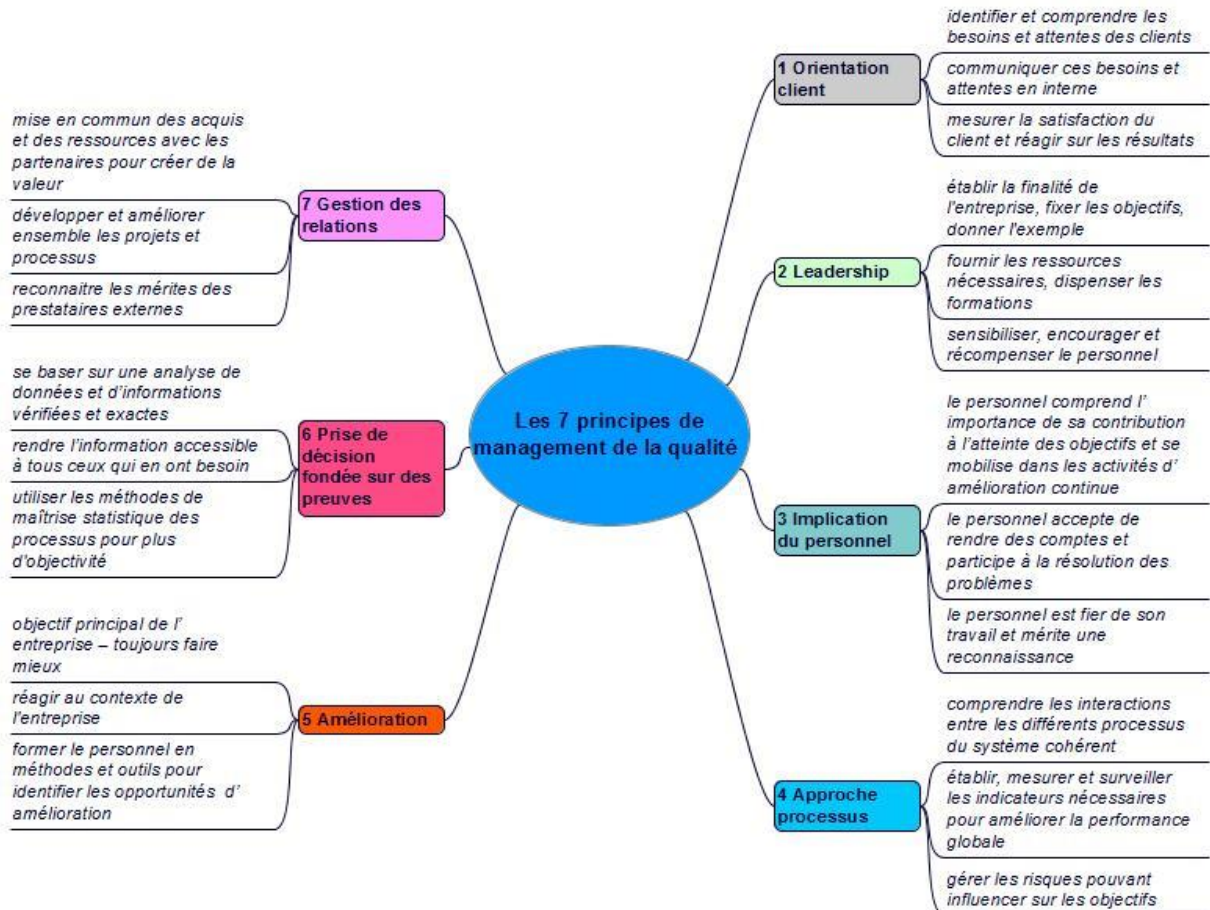 Les 7 principes de
management de la qualité
1 Orientation
client
identifier et comprendre les
besoins et attentes des clients
communiquer ces besoins et
attentes en interne
mesurer la satisfaction du
client et réagir sur les résultats
2 Leadership
établir la finalité de
l'entreprise, fixer les objectifs,
donner l'exemple
fournir les ressources
nécessaires, dispenser les
formations
sensibiliser, encourager et
récompenser le personnel
3 Implication
du personnel
le personnel comprend l’
importance de sa contribution
à l’atteinte des objectifs et se
mobilise dans les activités d’
amélioration continue
le personnel accepte de
rendre des comptes et
participe à la résolution des
problèmes
le personnel est fier de son
travail et mérite une
reconnaissance
4 Approche
processus
comprendre les interactions
entre les différents processus
du système cohérent
établir, mesurer et surveiller
les indicateurs nécessaires
pour améliorer la performance
globale
gérer les risques pouvant
influencer sur les objectifs
5 Amélioration
objectif principal de l’
entreprise – toujours faire
mieux
réagir au contexte de
l'entreprise
former le personnel en
méthodes et outils pour
identifier les opportunités d’
amélioration
6 Prise de
décision
fondée sur des
preuves
se baser sur une analyse de
données et d’informations
vérifiées et exactes
rendre l’information accessible
à tous ceux qui en ont besoin
utiliser les méthodes de
maîtrise statistique des
processus pour plus
d’objectivité
7 Gestion des
relations
mise en commun des acquis
et des ressources avec les
partenaires pour créer de la
valeur
développer et améliorer
ensemble les projets et
processus
reconnaitre les mérites des
prestataires externes